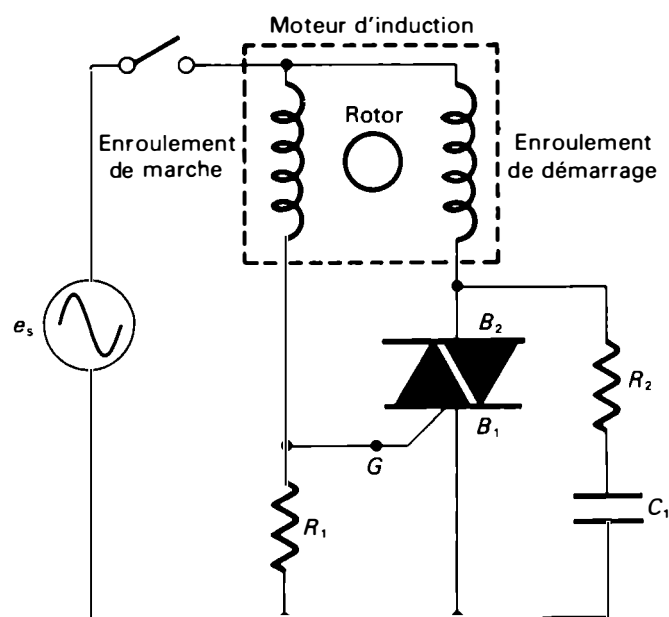 Moteur d'induction
Enroulement
de marche
Rotor
Enroulement
de démarrage
eₛ
B₂
R₂
B₁
G
C₁
R₁